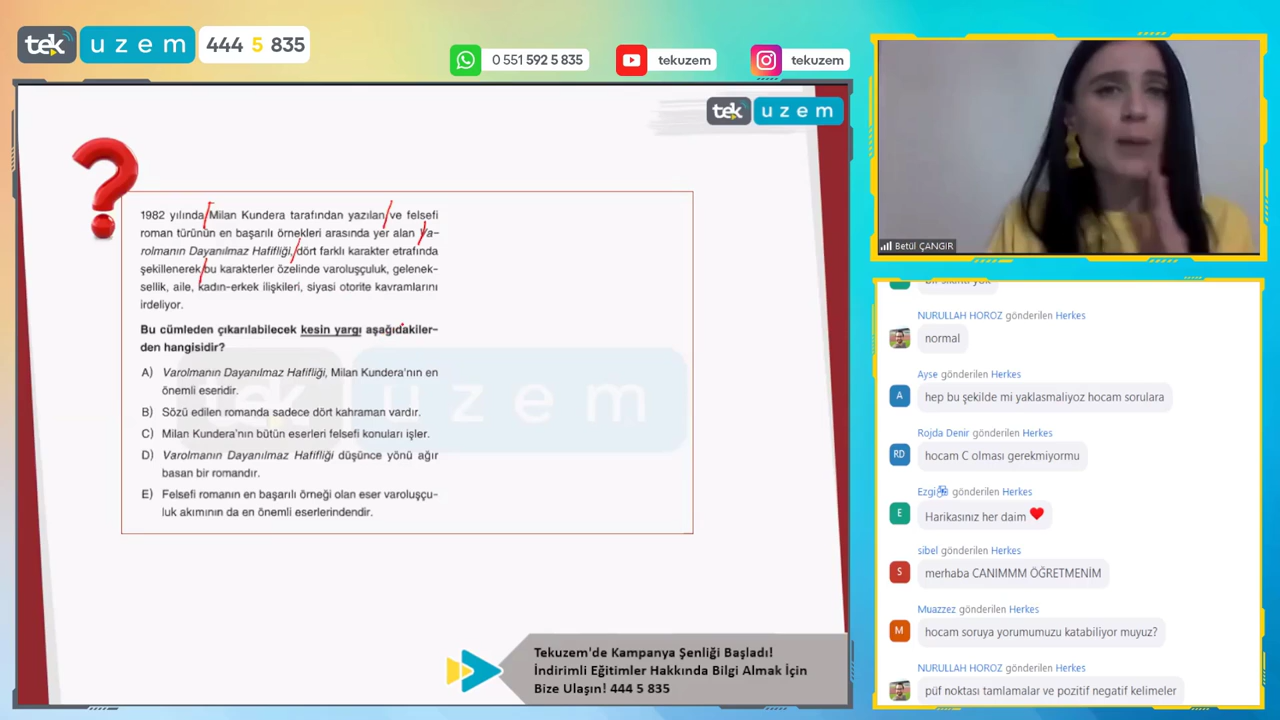 tek uzem 444 5 835
0 551 592 5 835
tekuzem
tekuzem
tek uzem
1982 yılında Milan Kundera tarafından yazılan ve felsefi
roman türünün en başarılı örnekleri arasında yer alan Va-
rolmanın Dayanılmaz Hafifliği, dört farklı karakter etrafında
şekillenerek bu karakterler özelinde varoluşçuluk, gelenek-
sellik, aile, kadın-erkek ilişkileri, siyasi otorite kavramlarını
irdeliyor.
Bu cümleden çıkarılabilecek kesin yargı aşağıdakiler-
den hangisidir?
A) Varolmanın Dayanılmaz Hafifliği, Milan Kundera'nın en
önemli eseridir.
B) Sözü edilen romanda sadece dört kahraman vardır.
C) Milan Kundera'nın bütün eserleri felsefi konuları işler.
D) Varolmanın Dayanılmaz Hafifliği düşünce yönü ağır
basan bir romandır.
E) Felsefi romanın en başarılı örneği olan eser varoluşçu-
luk akımının da en önemli eserlerindendir.
tek uzem
Tekuzem'de Kampanya Şenliği Başladı!
İndirimli Eğitimler Hakkında Bilgi Almak İçin
Bize Ulaşın! 444 5 835
Betül ÇANGIR
NURULLAH HOROZ gönderilen Herkes
normal
Ayse gönderilen Herkes
A
hep bu şekilde mi yaklasmaliyoz hocam sorulara
Rojda Denir gönderilen Herkes
RD
hocam C olması gerekmiyormu
Ezgi gönderilen Herkes
E
Harikasınız her daim
sibel gönderilen Herkes
S
merhaba CANIMMM ÖĞRETMENİM
Muazzez gönderilen Herkes
M
hocam soruya yorumumuzu katabiliyor muyuz?
NURULLAH HOROZ gönderilen Herkes
püf noktası tamlamalar ve pozitif negatif kelimeler